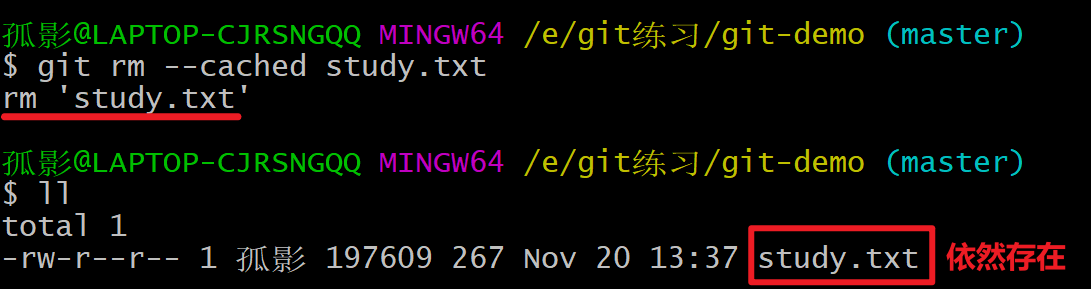 孤影@LAPTOP-CJRSNGQQ MINGW64 /e/git练习/git-demo (master)
$ git rm --cached study.txt
rm 'study.txt'
孤影@LAPTOP-CJRSNGQQ MINGW64 /e/git练习/git-demo (master)
$ ll
total 1
-rw-r--r-- 1 孤影 197609 267 Nov 20 13:37 study.txt 依然存在